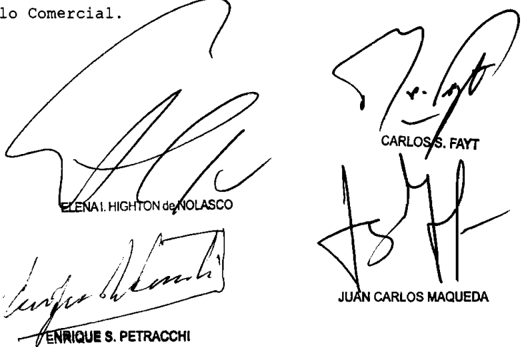 lo Comercial.
CARLOS S. FAYT
ELENA I. HIGHTON de NOLASCO
JUAN CARLOS MAQUEDA
ENRIQUE S. PETRACCHI